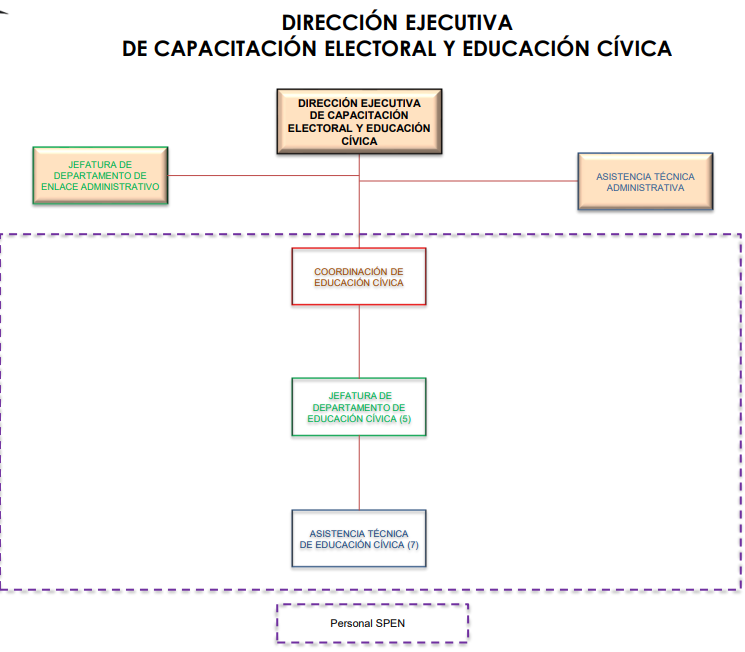 DIRECCIÓN EJECUTIVA
DE CAPACITACIÓN ELECTORAL Y EDUCACIÓN CÍVICA
DIRECCIÓN EJECUTIVA
DE CAPACITACIÓN
ELECTORAL Y EDUCACIÓN
CÍVICA
JEFATURA DE
DEPARTAMENTO DE
ENLACE ADMINISTRATIVO
ASISTENCIA TÉCNICA
ADMINISTRATIVA
COORDINACIÓN DE
EDUCACIÓN CÍVICA
JEFATURA DE
DEPARTAMENTO DE
EDUCACIÓN CÍVICA (5)
ASISTENCIA TÉCNICA
DE EDUCACIÓN CÍVICA (7)
Personal SPEN